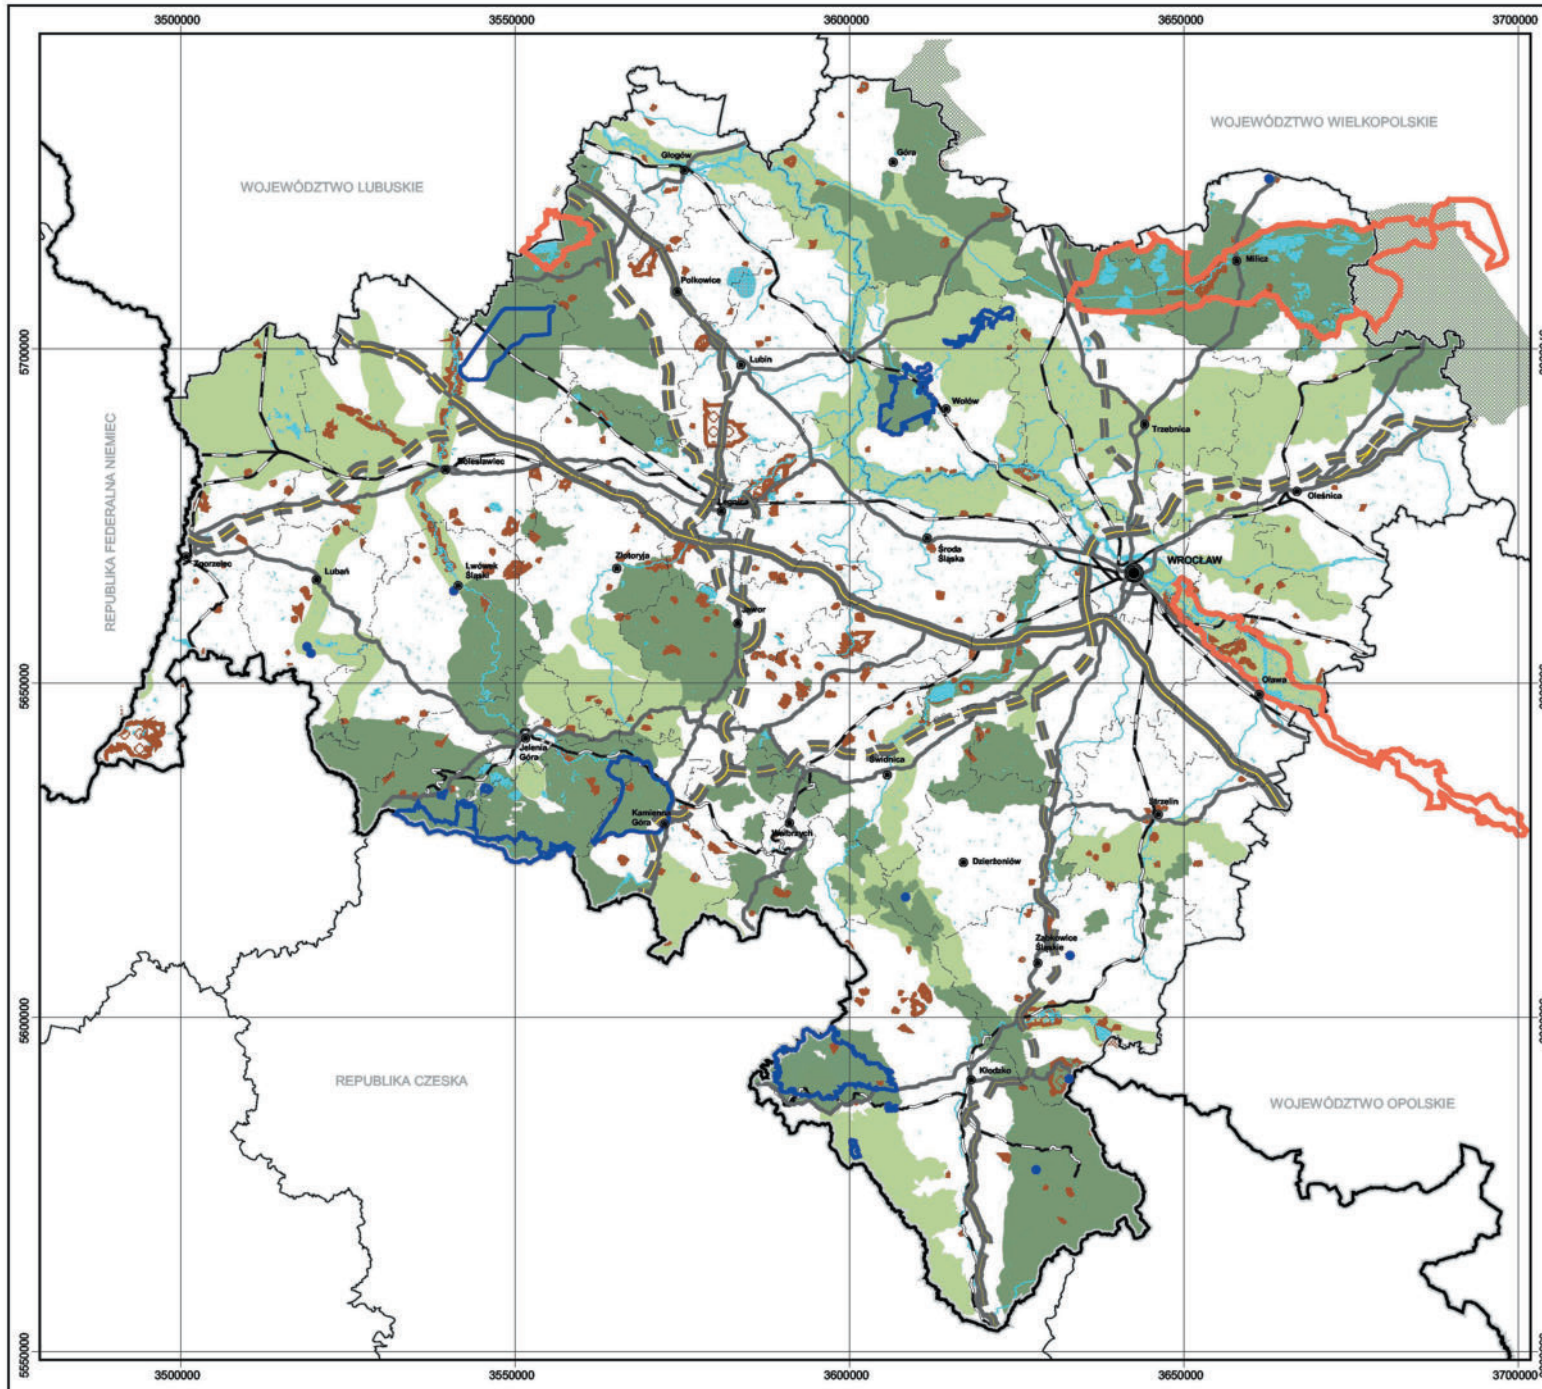 3500000
3550000
3600000
3650000
3700000
WOJEWÓDZTWO WIELKOPOLSKIE
WOJEWÓDZTWO LUBUSKIE
Góra
Głogów
Milicz
Polkowice
5700000
Lubin
Wołów
Trzebnica
REPUBLIKA FEDERALNA NIEMIEC
Bolesławiec
Oleśnica
Legnica
Środa
Śląska
Zgorzelec
Złotoryja
WROCŁAW
Lubań
Lwówek
Śląski
Jawor
5650000
Oława
Jelenia
Góra
Świdnica
Kamienna
Góra
Strzelin
Wałbrzych
Dzierżoniów
Ząbkowice
Śląskie
5600000
REPUBLIKA CZESKA
Kłodzko
WOJEWÓDZTWO OPOLSKIE
5550000
3500000
3550000
3600000
3650000
3700000